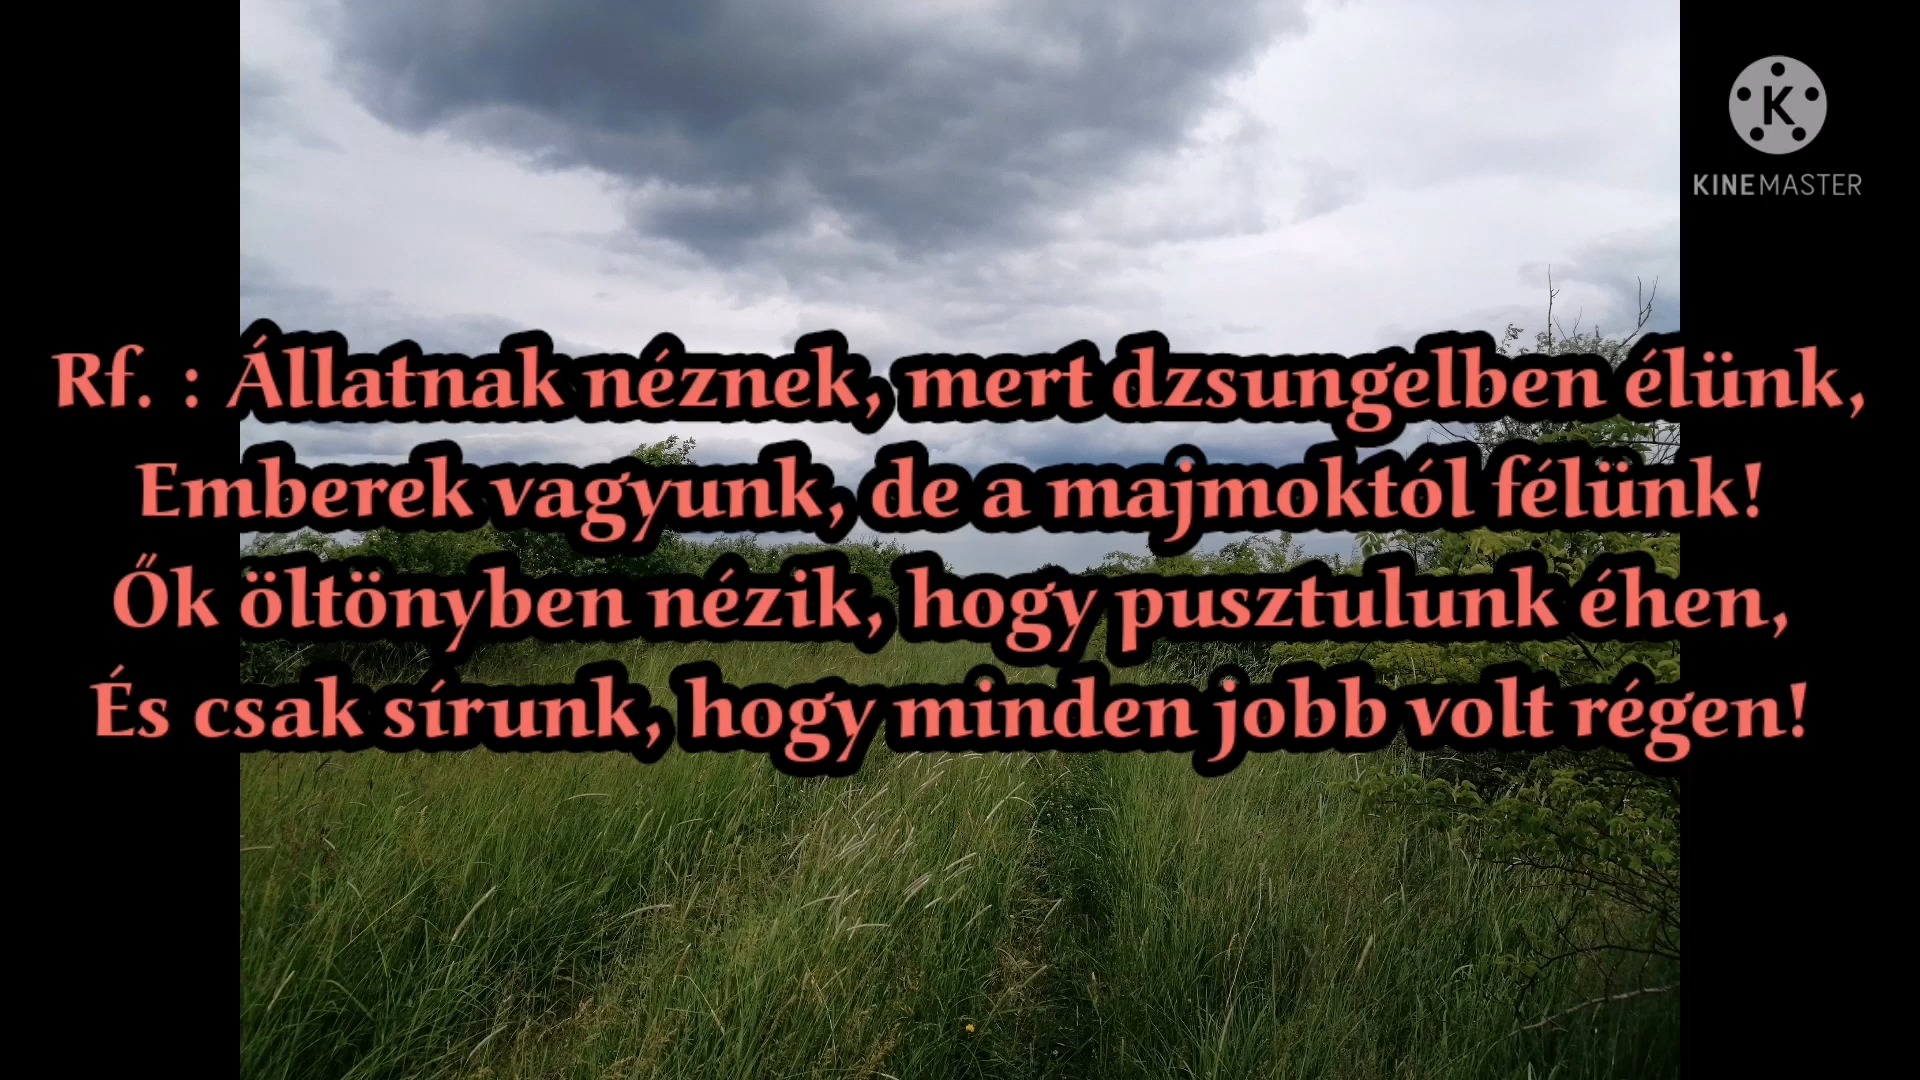 KINEMASTER
Rf. : Állatnak néznek, mert dzsungelben élünk,
Emberek vagyunk, de a majmoktól félünk!
Ők öltönyben nézik, hogy pusztulunk éhen,
És csak sírunk, hogy minden jobb volt régen!